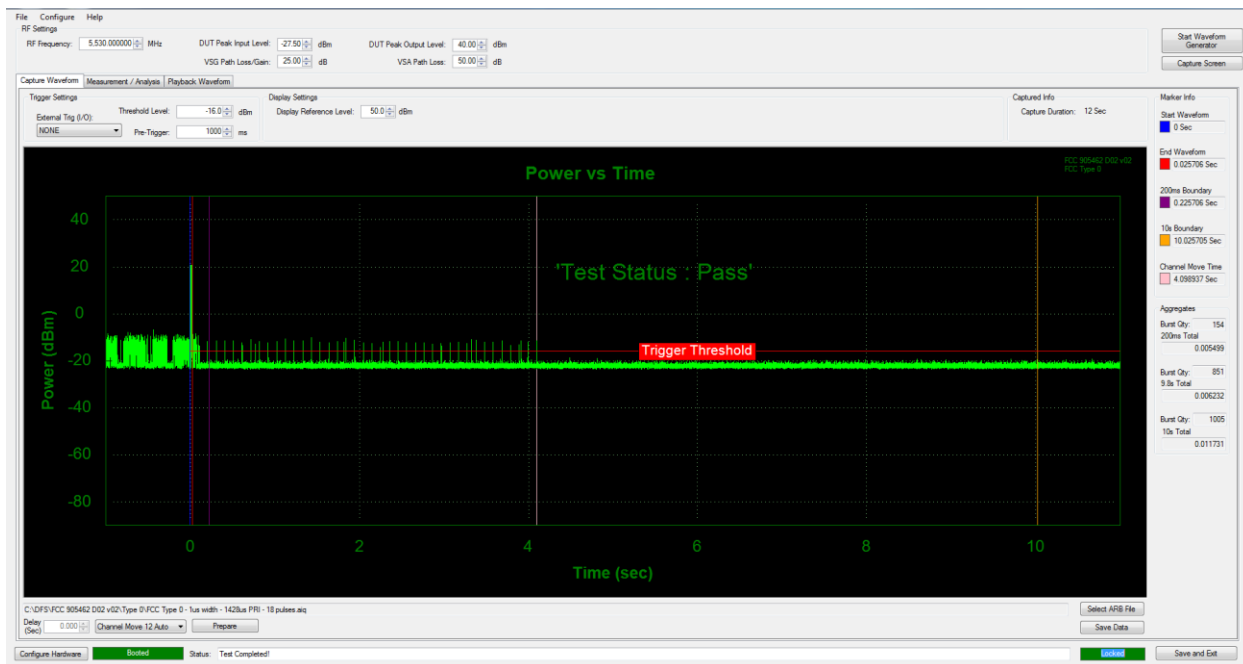 File Configure Help
RF Settings
RF Frequency: 5,530.000000 MHz DUT Peak Input Level: -27.50 dBm DUT Peak Output Level: 40.00 dBm
VSG Path Loss/Gain: 25.00 dB VSA Path Loss: 50.00 dB
Start Waveform
Generator
Capture Screen
Capture Waveform Measurement / Analysis Playback Waveform
Trigger Settings
External Trig (I/O):
NONE
Threshold Level: -16.0 dBm
Pre-Trigger: 1000 ms
Display Settings
Display Reference Level: 50.0 dBm
Captured Info
Capture Duration: 12 Sec
Power vs Time
FCC 905462 D02 v02
FCC Type 0
'Test Status : Pass'
Trigger Threshold
Power (dBm)
40
20
0
-20
-40
-60
-80
0 2 4 6 8 10
Time (sec)
Marker Info
Start Waveform
0 Sec
End Waveform
0.025706 Sec
200ms Boundary
0.225706 Sec
10s Boundary
10.025705 Sec
Channel Move Time
4.098937 Sec
Aggregates
Burst Qty: 154
200ms Total
0.005499
Burst Qty: 851
9.8s Total
0.006232
Burst Qty: 1005
10s Total
0.011731
C:\DFS\FCC 905462 D02 v02\Type 0\FCC Type 0 - 1us width - 1428us PRI - 18 pulses.aiq
Select ARB File
Delay
(Sec) 0.000 Channel Move 12 Auto Prepare
Save Data
Configure Hardware Booted Status: Test Completed! Locked Save and Exit